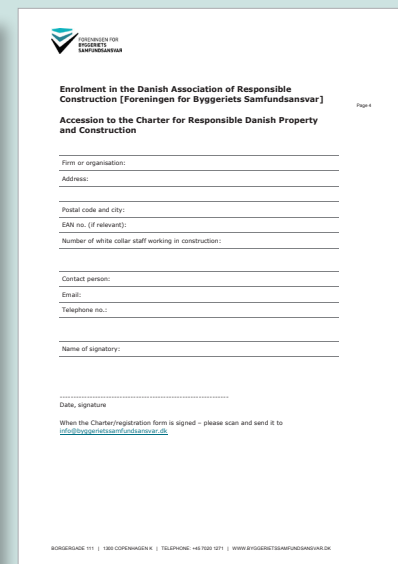 FORENINGEN FOR
BYGGERIETS
SAMFUNDSANSVAR
Enrolment in the Danish Association of Responsible
Construction [Foreningen for Byggeriets Samfundsansvar]
Page 4
Accession to the Charter for Responsible Danish Property
and Construction
Firm or organisation:
Address:
Postal code and city:
EAN no. (if relevant):
Number of white collar staff working in construction:
Contact person:
Email:
Telephone no.:
Name of signatory:
Date, signature
When the Charter/registration form is signed – please scan and send it to
info@byggerietssamfundsansvar.dk
BORGERGADE 111 | 1300 COPENHAGEN K | TELEPHONE: +45 7020 1271 | WWW.BYGGERIETSSAMFUNDSANSVAR.DK